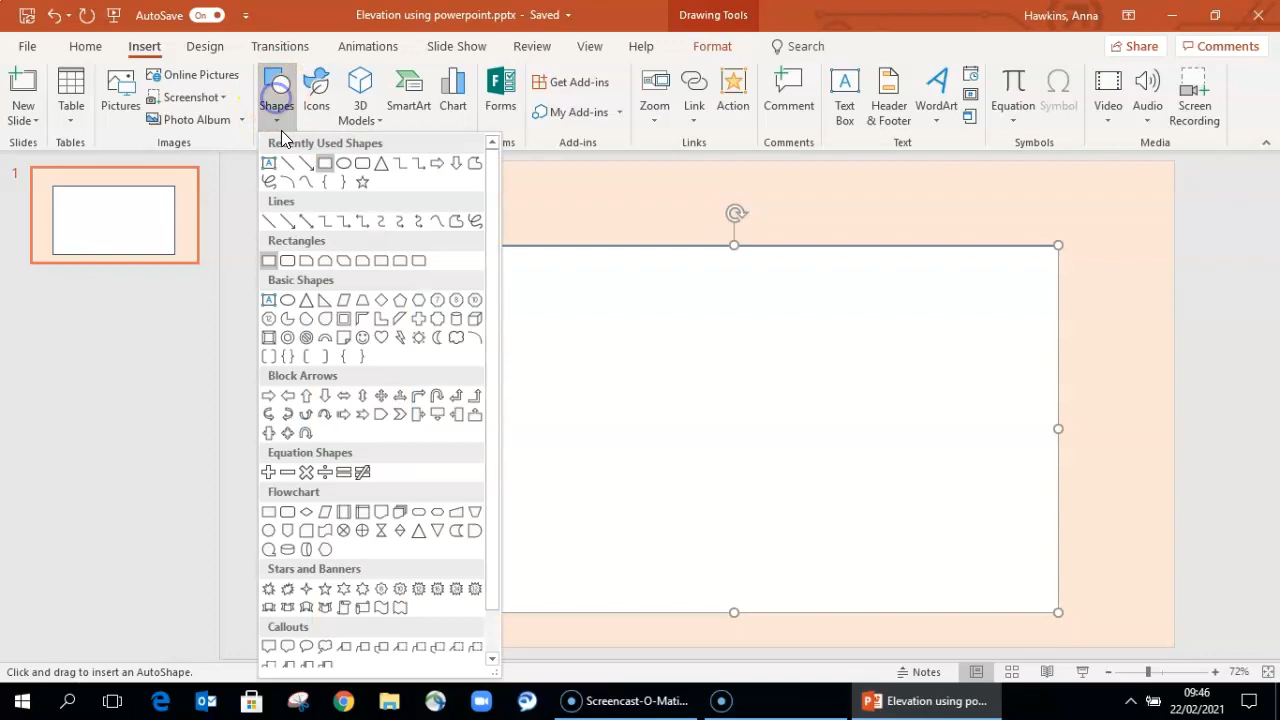 AutoSave On Elevation using powerpoint.pptx - Saved Drawing Tools Hawkins, Anna
File Home Insert Design Transitions Animations Slide Show Review View Help Format Search Share Comments
New Slide Table Pictures Online Pictures Screenshot Photo Album Shapes Icons 3D Models SmartArt Chart Forms Get Add-ins My Add-ins Zoom Link Action Comment Text Box Header & Footer WordArt Equation Symbol Video Audio Screen Recording
Slides Tables Images Add-ins Links Comments Text Symbols Media
Recently Used Shapes
Lines
Rectangles
Basic Shapes
Block Arrows
Equation Shapes
Flowchart
Stars and Banners
Callouts
1
Click and drag to insert an AutoShape. Notes 72%
Screencast-O-Mati... Elevation using po... 09:46
22/02/2021